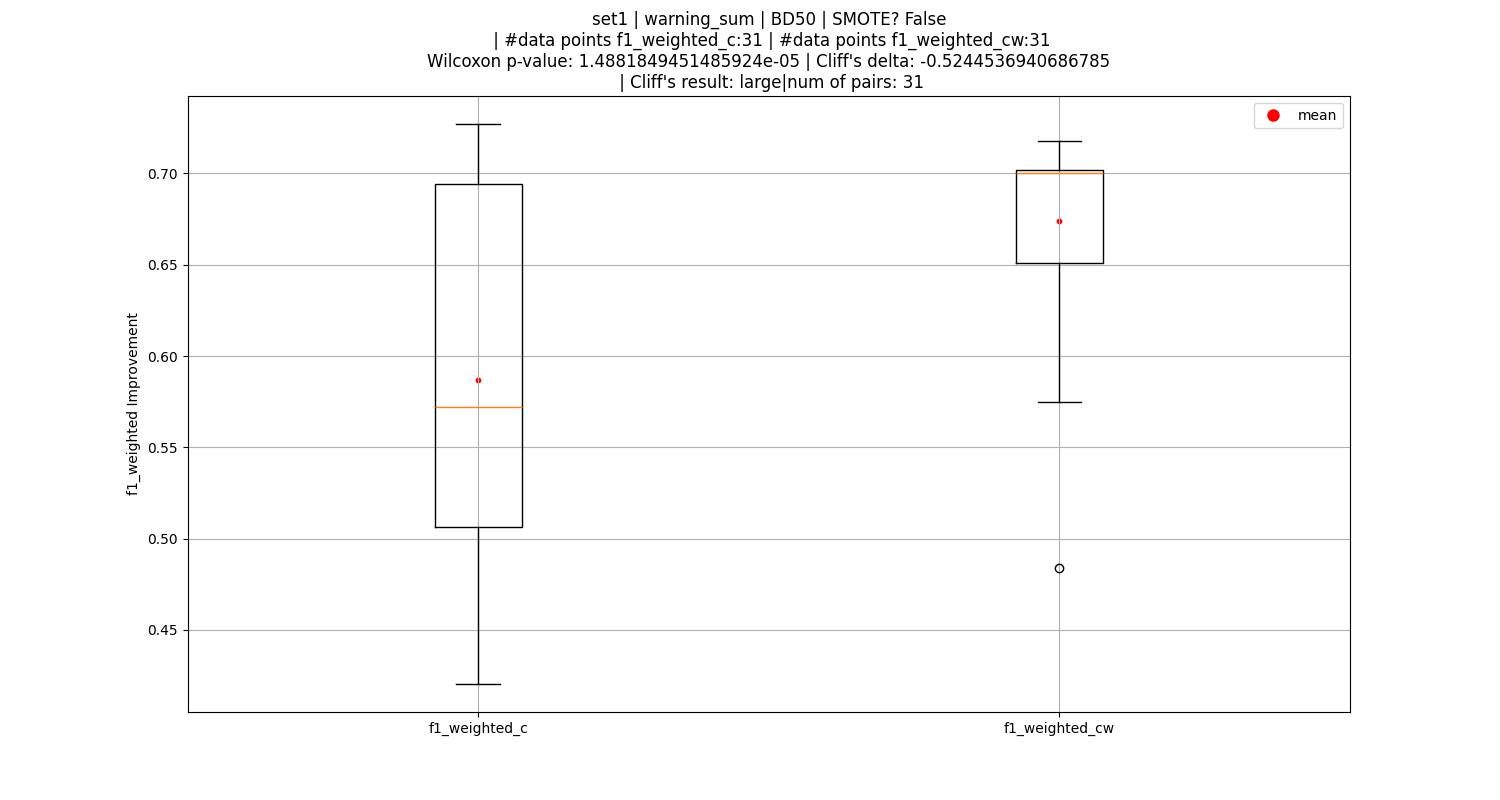 set1 | warning_sum | BD50 | SMOTE? False
| #data points f1_weighted_c:31 | #data points f1_weighted_cw:31
Wilcoxon p-value: 1.4881849451485924e-05 | Cliff's delta: -0.5244536940686785
| Cliff's result: large|num of pairs: 31
mean
0.70
0.65
0.60
0.55
0.50
0.45
f1_weighted Improvement
f1_weighted_c
f1_weighted_cw